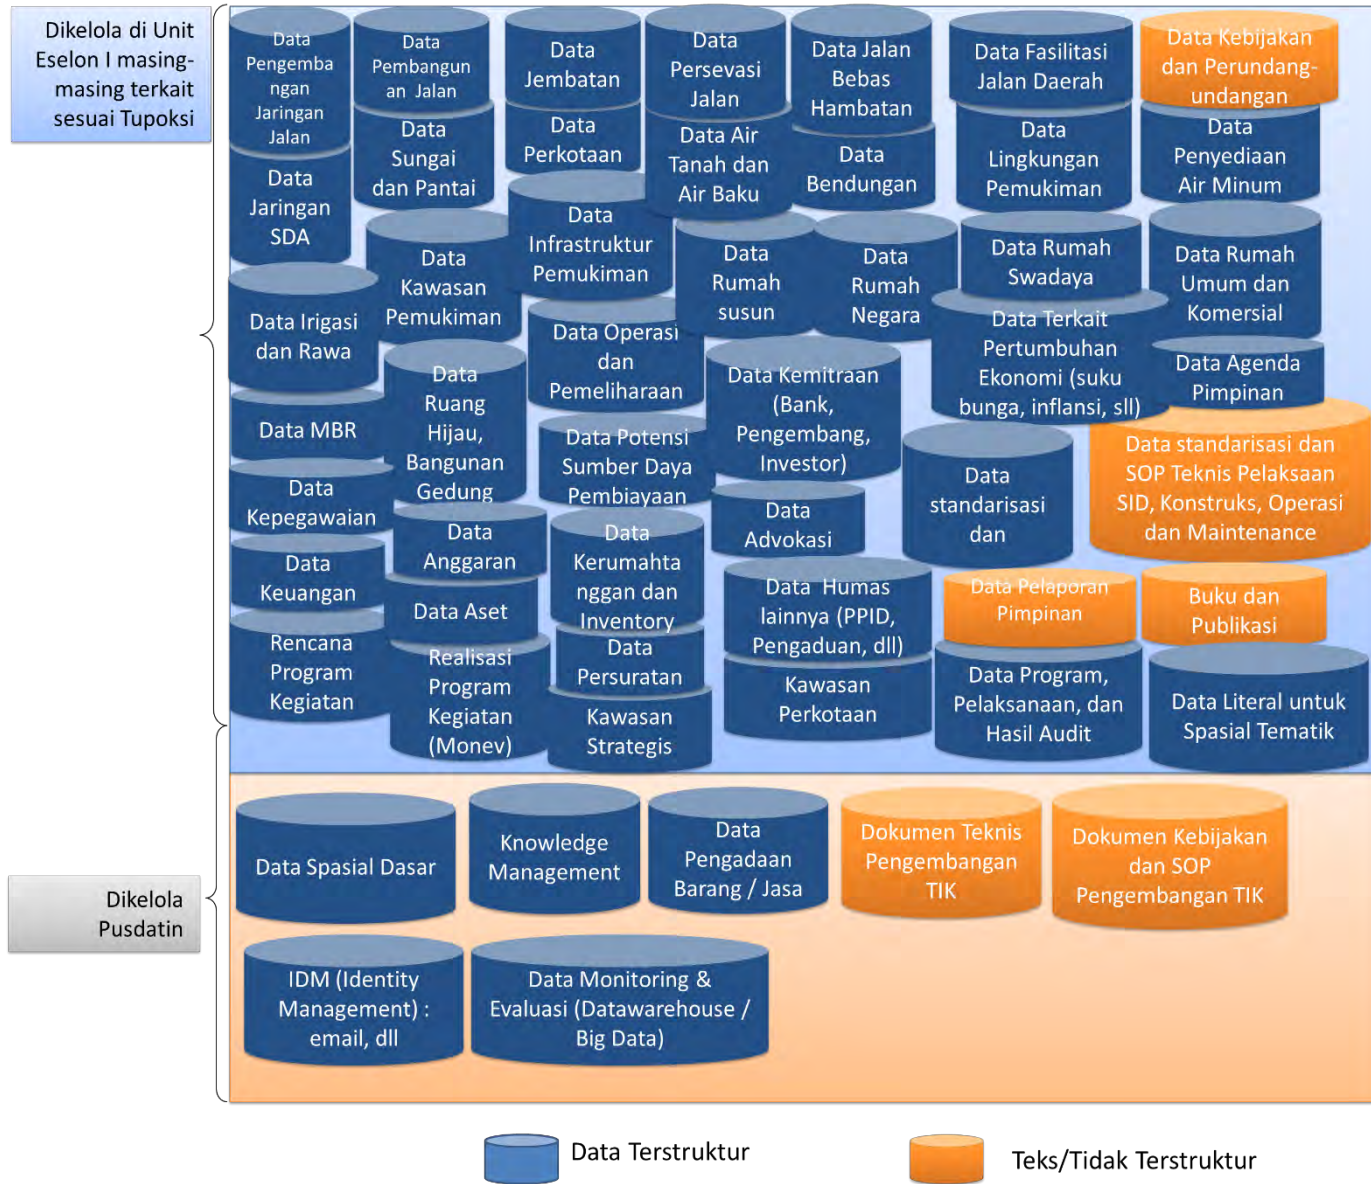 Dikelola di Unit
Eselon I masing-
masing terkait
sesuai Tupoksi
Data
Pengemba
ngan
Jaringan
Jalan
Data
Pembangun
an Jalan
Data
Jembatan
Data
Persevasi
Jalan
Data Jalan
Bebas
Hambatan
Data Fasilitasi
Jalan Daerah
Data Kebijakan
dan Perundang-
undangan
Data
Jaringan
SDA
Data
Sungai
dan Pantai
Data
Perkotaan
Data Air
Tanah dan
Air Baku
Data
Bendungan
Data
Lingkungan
Pemukiman
Data
Penyediaan
Air Minum
Data Irigasi
dan Rawa
Data
Kawasan
Pemukiman
Data
Infrastruktur
Pemukiman
Data
Rumah
susun
Data
Rumah
Negara
Data Rumah
Swadaya
Data Rumah
Umum dan
Komersial
Data MBR
Data
Ruang
Hijau,
Bangunan
Gedung
Data Operasi
dan
Pemeliharaan
Data Kemitraan
(Bank,
Pengembang,
Investor)
Data Terkait
Pertumbuhan
Ekonomi (suku
bunga, inflansi, sll)
Data Agenda
Pimpinan
Data
Kepegawaian
Data Potensi
Sumber Daya
Pembiayaan
Data
Advokasi
Data
standarisasi
dan
Data standarisasi dan
SOP Teknis Pelaksaan
SID, Konstruks, Operasi
dan Maintenance
Data
Keuangan
Data
Anggaran
Data
Kerumahta
nggan dan
Inventory
Data Humas
lainnya (PPID,
Pengaduan, dll)
Data Pelaporan
Pimpinan
Buku dan
Publikasi
Rencana
Program
Kegiatan
Data Aset
Realisasi
Program
Kegiatan
(Monev)
Data
Persuratan
Kawasan
Strategis
Kawasan
Perkotaan
Data Program,
Pelaksanaan, dan
Hasil Audit
Data Literal untuk
Spasial Tematik
Dikelola
Pusdatin
Data Spasial Dasar
Knowledge
Management
Data
Pengadaan
Barang / Jasa
Dokumen Teknis
Pengembangan
TIK
Dokumen Kebijakan
dan SOP
Pengembangan TIK
IDM (Identity
Management) :
email, dll
Data Monitoring &
Evaluasi (Datawarehouse /
Big Data)
Data Terstruktur
Teks/Tidak Terstruktur